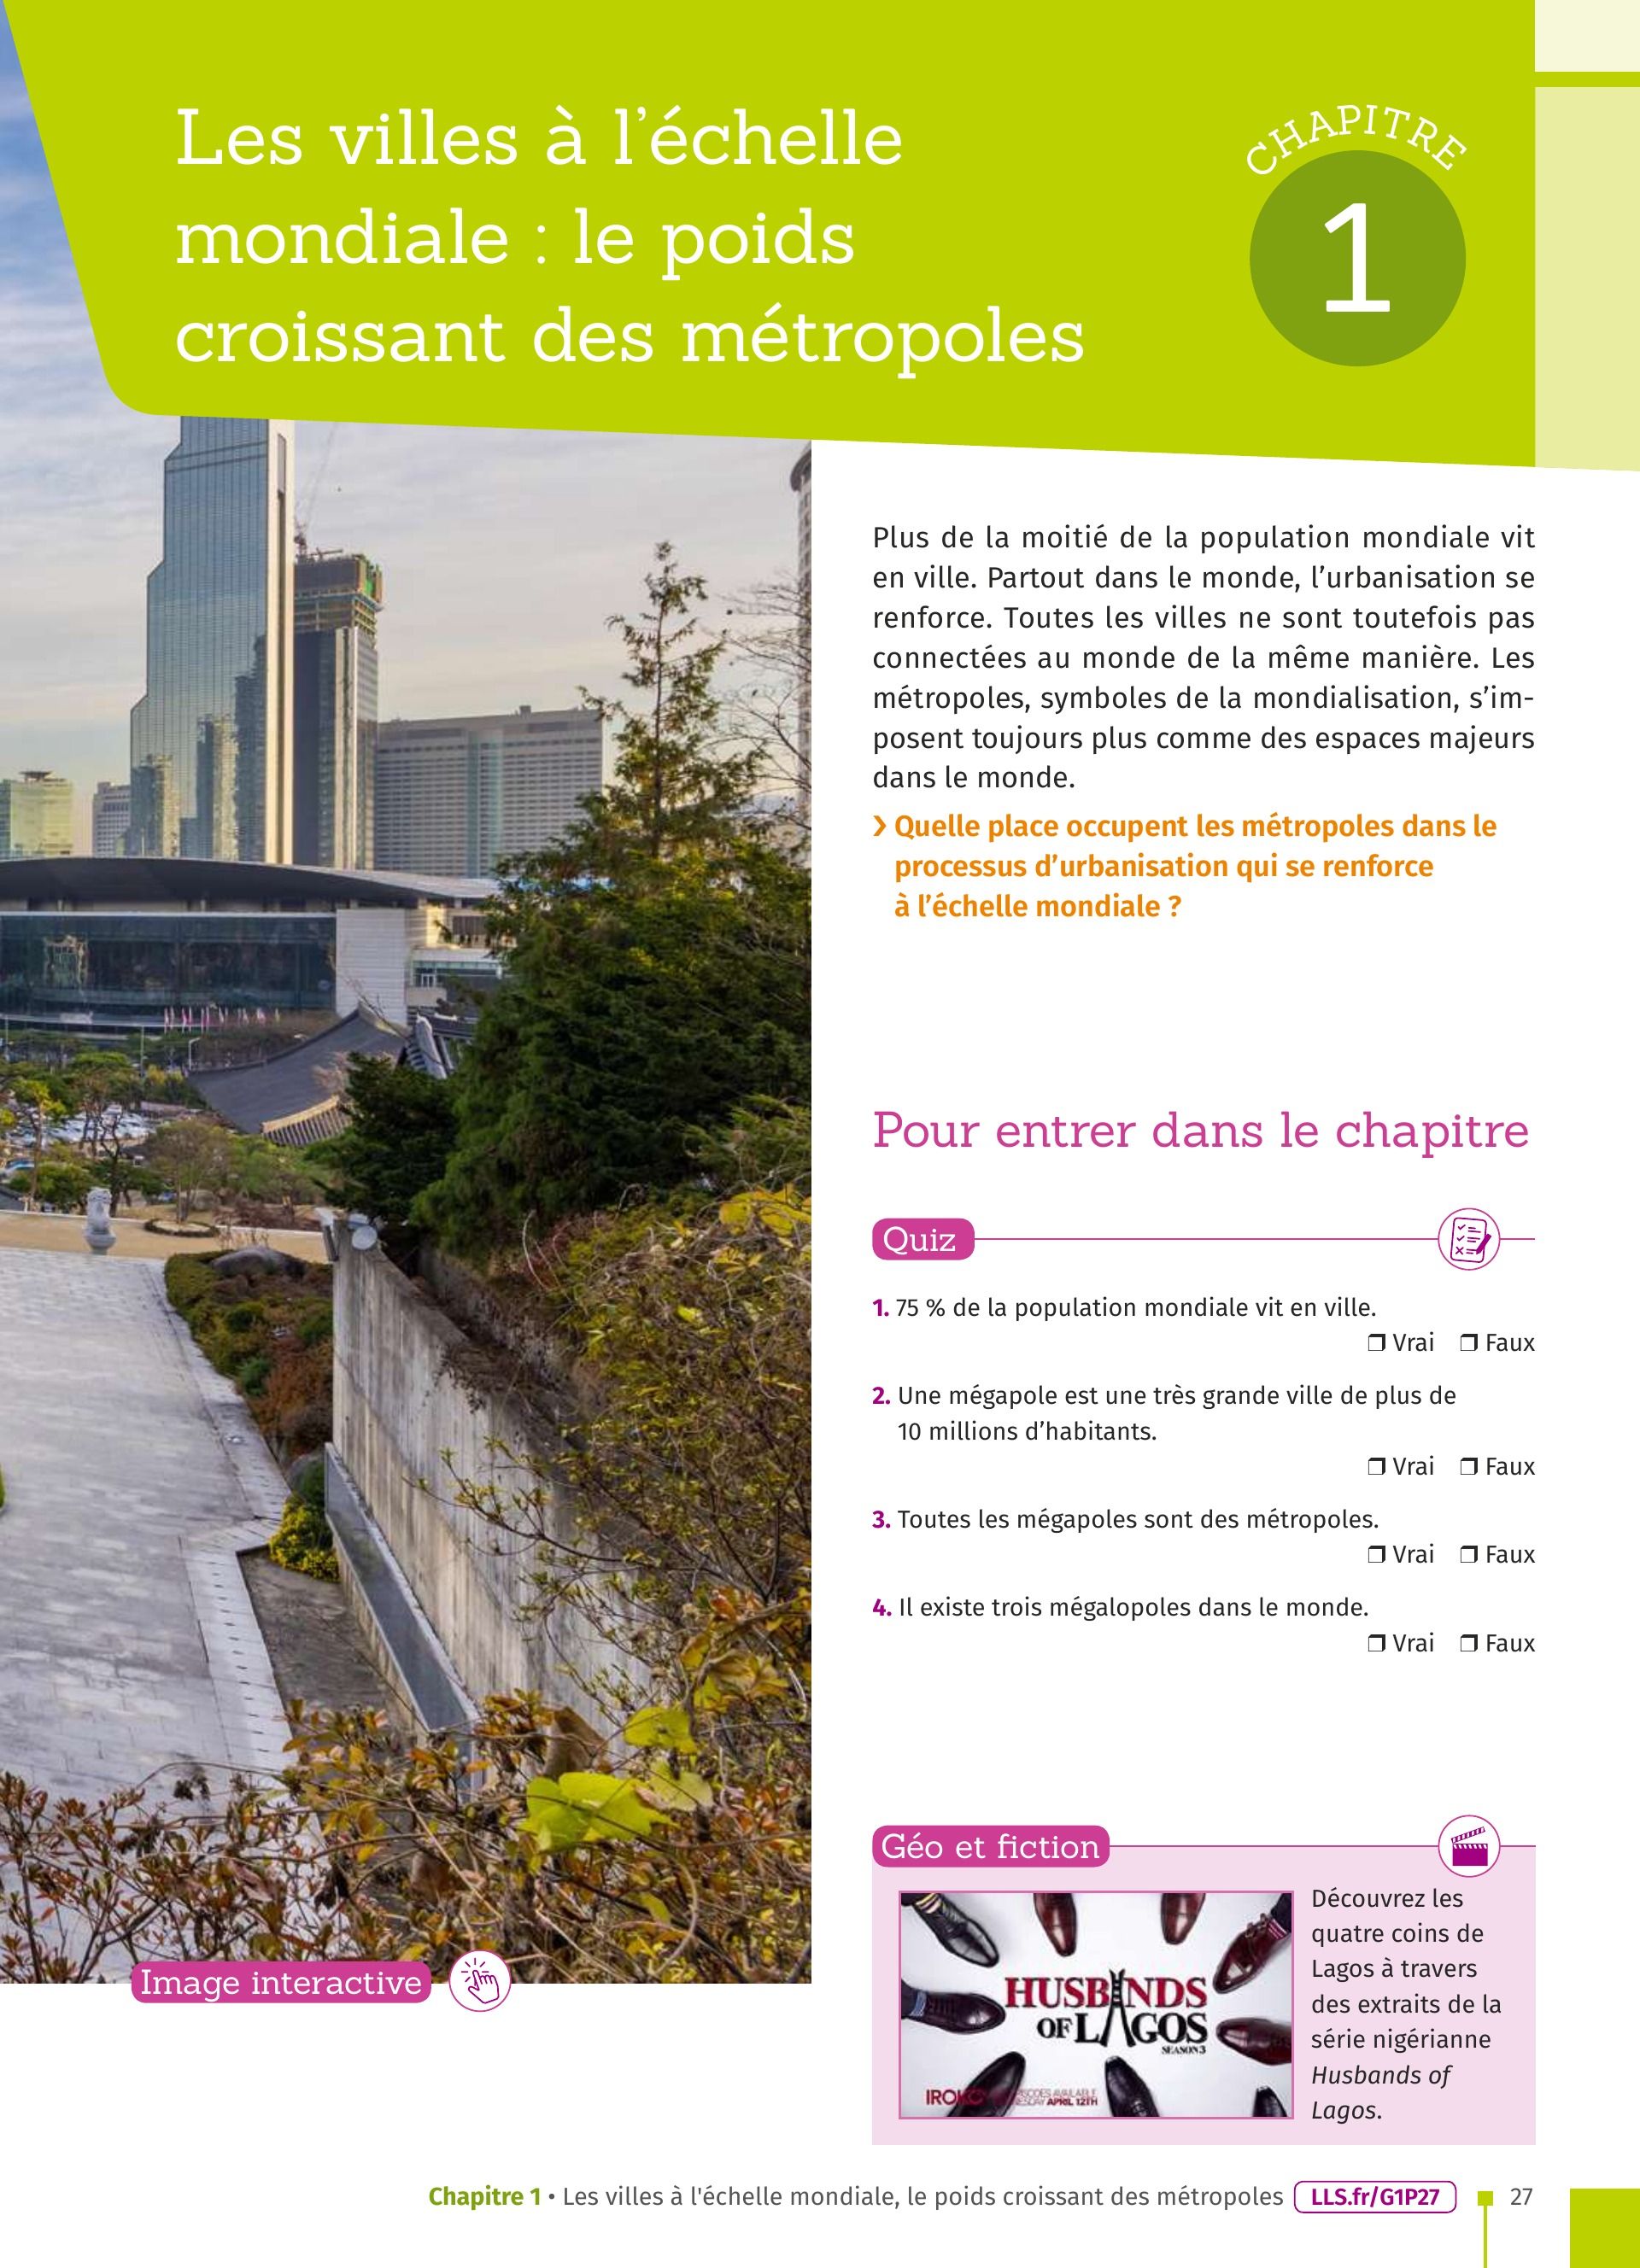 Les villes à l’échelle
mondiale : le poids
croissant des métropoles
CHAPITRE
1
Plus de la moitié de la population mondiale vit
en ville. Partout dans le monde, l’urbanisation se
renforce. Toutes les villes ne sont toutefois pas
connectées au monde de la même manière. Les
métropoles, symboles de la mondialisation, s’im-
posent toujours plus comme des espaces majeurs
dans le monde.
› Quelle place occupent les métropoles dans le
processus d’urbanisation qui se renforce
à l’échelle mondiale ?
Pour entrer dans le chapitre
Quiz
1. 75 % de la population mondiale vit en ville.
❒ Vrai ❒ Faux
2. Une mégapole est une très grande ville de plus de
10 millions d’habitants.
❒ Vrai ❒ Faux
3. Toutes les mégapoles sont des métropoles.
❒ Vrai ❒ Faux
4. Il existe trois mégalopoles dans le monde.
❒ Vrai ❒ Faux
Image interactive
Géo et fiction
HUSBANDS
OF LAGOS
SEASON 3
AVAILABLE
APRIL 12TH
Découvrez les
quatre coins de
Lagos à travers
des extraits de la
série nigérianne
Husbands of
Lagos.
Chapitre 1 • Les villes à l'échelle mondiale, le poids croissant des métropoles LLS.fr/G1P27 27